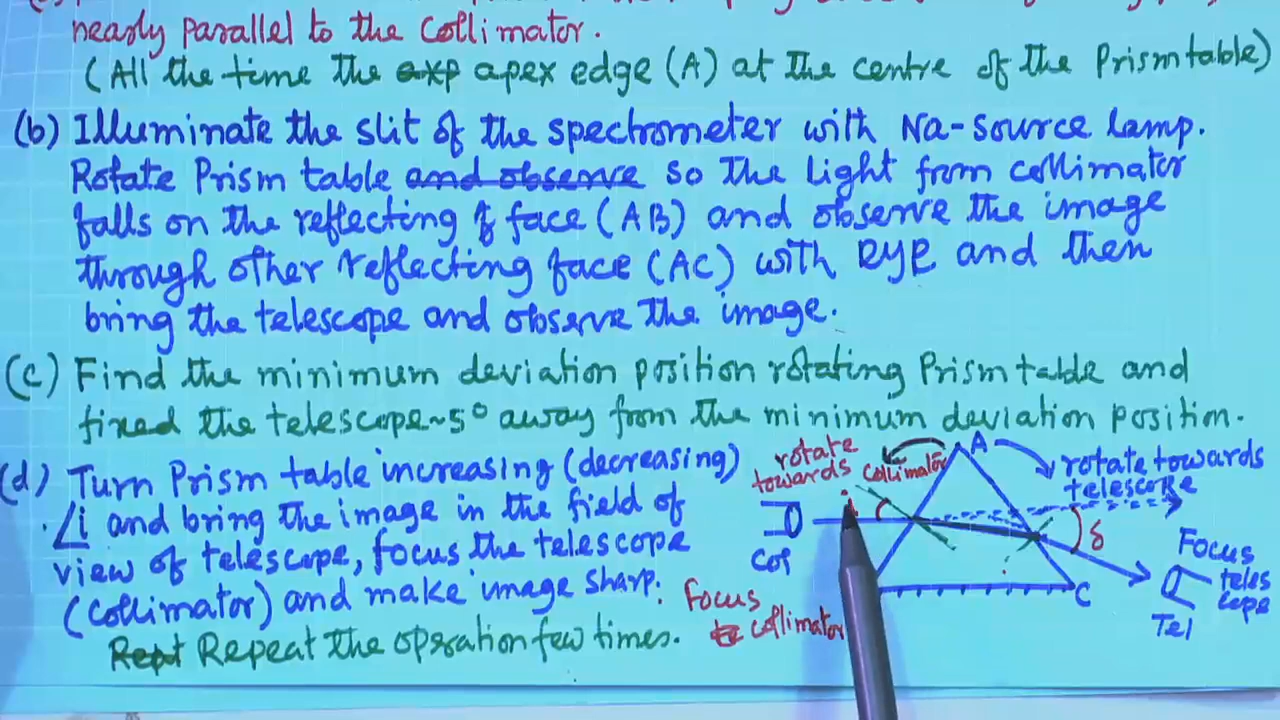 nearly parallel to the Collimator.
(All the time the exp apex edge (A) at the centre of the Prism table)
(b) Illuminate the slit of the spectrometer with Na-source lamp.
Rotate Prism table and observe so the light from collimator
falls on the reflecting f face (AB) and observe the image
through other reflecting face (AC) with EYE and then
bring the telescope and observe the image.
(c) Find the minimum deviation position rotating Prism table and
fixed the telescope ~5° away from the minimum deviation position.
(d) Turn Prism table increasing (decreasing)
∠i and bring the image in the field of
view of telescope, focus the telescope
(Collimator) and make image sharp.
Rept Repeat the operation few times.
rotate
towards collimator
A
rotate towards
telescope
i
Col
δ
C
Focus
collimator
Focus
teles
cope
Tel